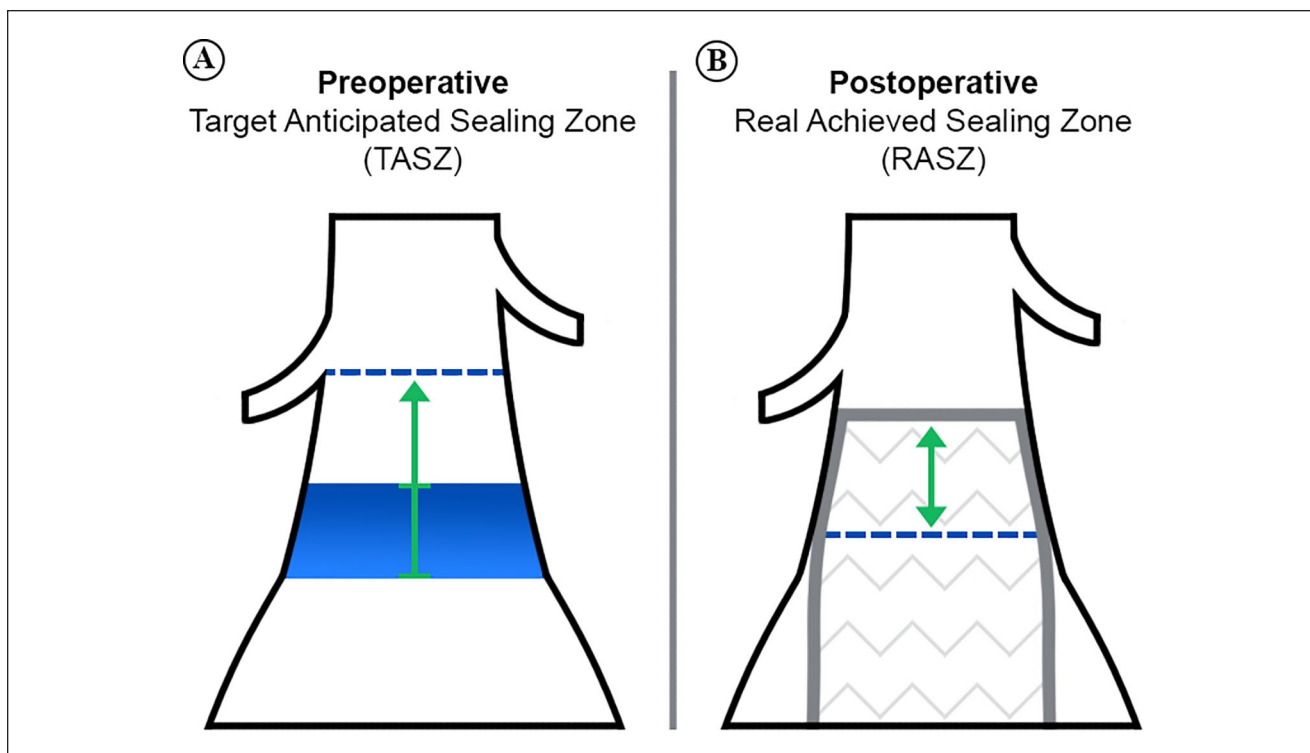 A
Preoperative
Target Anticipated Sealing Zone
(TASZ)
B
Postoperative
Real Achieved Sealing Zone
(RASZ)